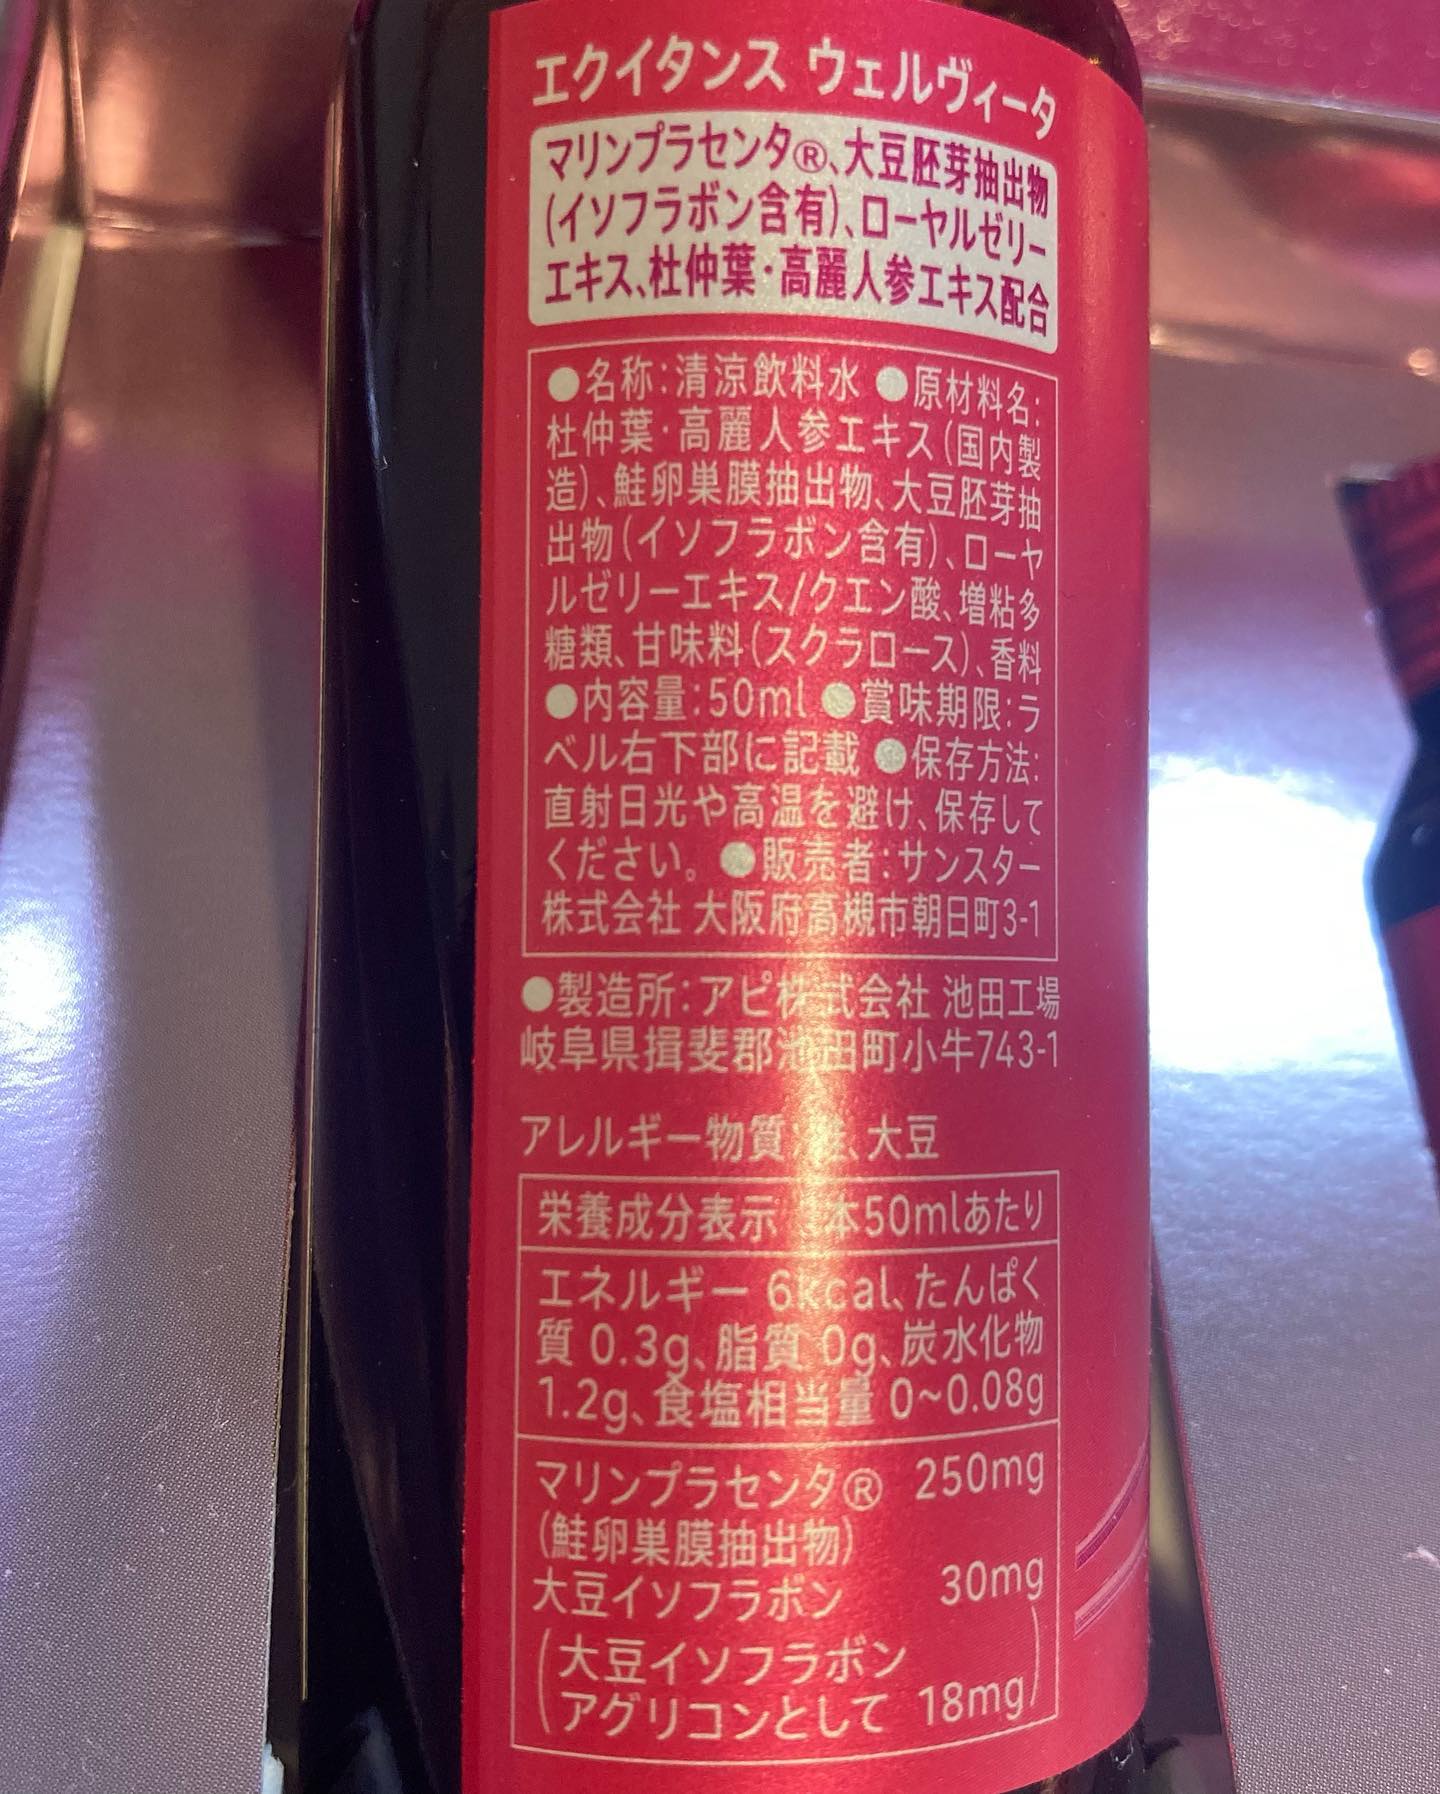 エクイタンス ウェルヴィータ
マリンプラセンタ®、大豆胚芽抽出物
(イソフラボン含有)、ローヤルゼリー
エキス、杜仲葉・高麗人参エキス配合
●名称：清涼飲料水 ●原材料名：
杜仲葉・高麗人参エキス(国内製
造)、鮭卵巣膜抽出物、大豆胚芽抽
出物(イソフラボン含有)、ローヤ
ルゼリーエキス/クエン酸、増粘多
糖類、甘味料(スクラロース)、香料
●内容量：50ml ●賞味期限：ラ
ベル右下部に記載 ●保存方法：
直射日光や高温を避け、保存して
ください。 ●販売者：サンスター
株式会社 大阪府高槻市朝日町3-1
●製造所：アピ株式会社 池田工場
岐阜県揖斐郡池田町小牛743-1
アレルギー物質 、大豆
栄養成分表示 本50mlあたり
エネルギー 6kcal、たんぱく
質 0.3g、脂質 0g、炭水化物
1.2g、食塩相当量 0~0.08g
マリンプラセンタ® 250mg
(鮭卵巣膜抽出物)
大豆イソフラボン 30mg
(大豆イソフラボン
アグリコンとして 18mg)